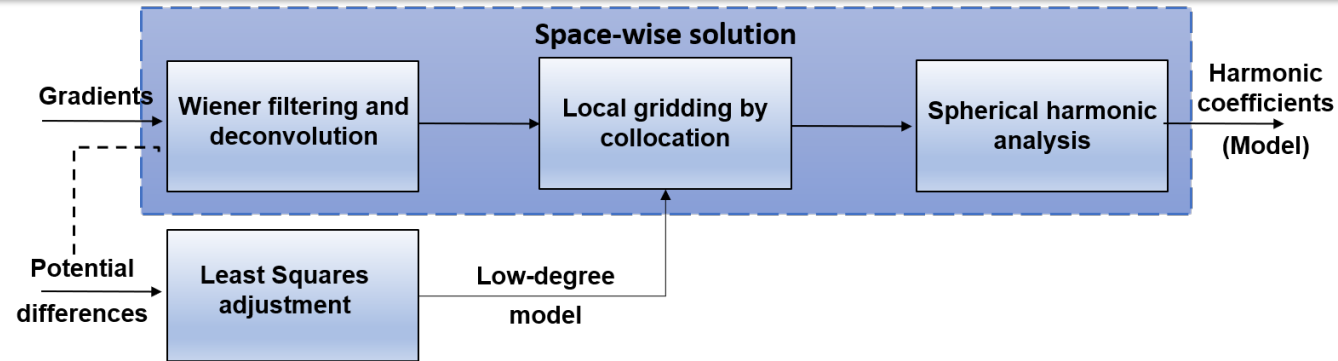 Space-wise solution
Gradients
Wiener filtering and
deconvolution
Local gridding by
collocation
Spherical harmonic
analysis
Harmonic
coefficients
(Model)
Potential
differences
Least Squares
adjustment
Low-degree
model